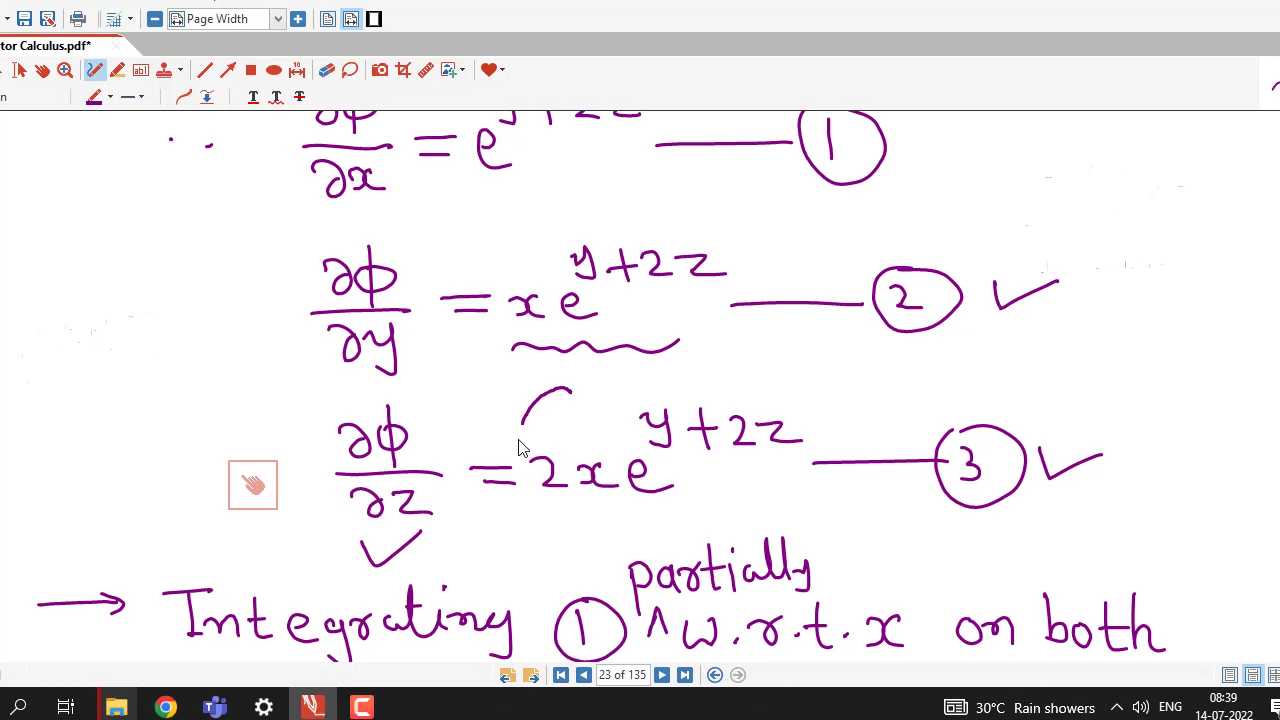 Page Width
tor Calculus.pdf*
∴ ∂φ/∂x = e^{y+2z} —— ①
∂φ/∂y = x e^{y+2z} —— ② ✓
∂φ/∂z = 2x e^{y+2z} —— ③ ✓
✓
partially
→ Integrating ① ^ w.r.t. x on both
23 of 135
30°C Rain showers ENG 08:39
14-07-2022